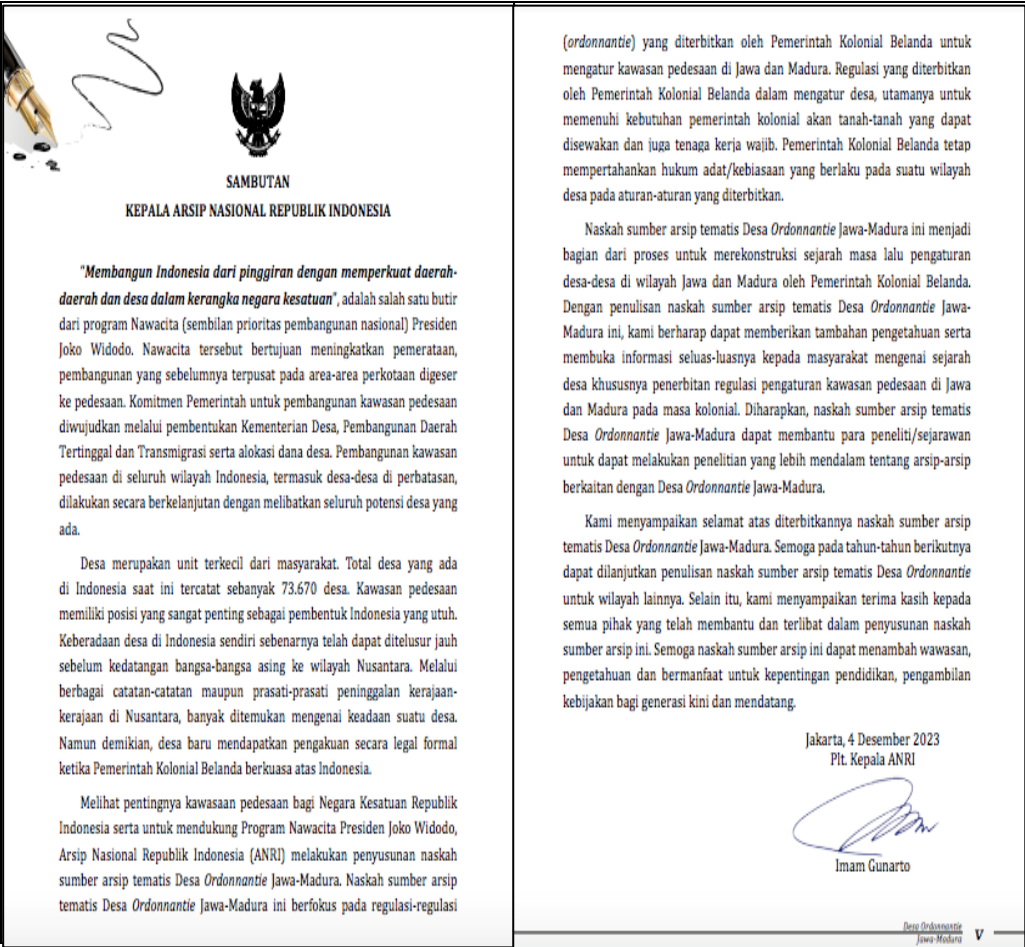 SAMBUTAN
KEPALA ARSIP NASIONAL REPUBLIK INDONESIA
"Membangun Indonesia dari pinggiran dengan memperkuat daerah-
daerah dan desa dalam kerangka negara kesatuan", adalah salah satu butir
dari program Nawacita (sembilan prioritas pembangunan nasional) Presiden
Joko Widodo. Nawacita tersebut bertujuan meningkatkan pemerataan,
pembangunan yang sebelumnya terpusat pada area-area perkotaan digeser
ke pedesaan. Komitmen Pemerintah untuk pembangunan kawasan pedesaan
diwujudkan melalui pembentukan Kementerian Desa, Pembangunan Daerah
Tertinggal dan Transmigrasi serta alokasi dana desa. Pembangunan kawasan
pedesaan di seluruh wilayah Indonesia, termasuk desa-desa di perbatasan,
dilakukan secara berkelanjutan dengan melibatkan seluruh potensi desa yang
ada.
Desa merupakan unit terkecil dari masyarakat. Total desa yang ada
di Indonesia saat ini tercatat sebanyak 73.670 desa. Kawasan pedesaan
memiliki posisi yang sangat penting sebagai pembentuk Indonesia yang utuh.
Keberadaan desa di Indonesia sendiri sebenarnya telah dapat ditelusur jauh
sebelum kedatangan bangsa-bangsa asing ke wilayah Nusantara. Melalui
berbagai catatan-catatan maupun prasati-prasati peninggalan kerajaan-
kerajaan di Nusantara, banyak ditemukan mengenai keadaan suatu desa.
Namun demikian, desa baru mendapatkan pengakuan secara legal formal
ketika Pemerintah Kolonial Belanda berkuasa atas Indonesia.
Melihat pentingnya kawasaan pedesaan bagi Negara Kesatuan Republik
Indonesia serta untuk mendukung Program Nawacita Presiden Joko Widodo,
Arsip Nasional Republik Indonesia (ANRI) melakukan penyusunan naskah
sumber arsip tematis Desa Ordonnantie Jawa-Madura. Naskah sumber arsip
tematis Desa Ordonnantie Jawa-Madura ini berfokus pada regulasi-regulasi
(ordonnantie) yang diterbitkan oleh Pemerintah Kolonial Belanda untuk
mengatur kawasan pedesaan di Jawa dan Madura. Regulasi yang diterbitkan
oleh Pemerintah Kolonial Belanda dalam mengatur desa, utamanya untuk
memenuhi kebutuhan pemerintah kolonial akan tanah-tanah yang dapat
disewakan dan juga tenaga kerja wajib. Pemerintah Kolonial Belanda tetap
mempertahankan hukum adat/kebiasaan yang berlaku pada suatu wilayah
desa pada aturan-aturan yang diterbitkan.
Naskah sumber arsip tematis Desa Ordonnantie Jawa-Madura ini menjadi
bagian dari proses untuk merekonstruksi sejarah masa lalu pengaturan
desa-desa di wilayah Jawa dan Madura oleh Pemerintah Kolonial Belanda.
Dengan penulisan naskah sumber arsip tematis Desa Ordonnantie Jawa-
Madura ini, kami berharap dapat memberikan tambahan pengetahuan serta
membuka informasi seluas-luasnya kepada masyarakat mengenai sejarah
desa khususnya penerbitan regulasi pengaturan kawasan pedesaan di Jawa
dan Madura pada masa kolonial. Diharapkan, naskah sumber arsip tematis
Desa Ordonnantie Jawa-Madura dapat membantu para peneliti/sejarawan
untuk dapat melakukan penelitian yang lebih mendalam tentang arsip-arsip
berkaitan dengan Desa Ordonnantie Jawa-Madura.
Kami menyampaikan selamat atas diterbitkannya naskah sumber arsip
tematis Desa Ordonnantie Jawa-Madura. Semoga pada tahun-tahun berikutnya
dapat dilanjutkan penulisan naskah sumber arsip tematis Desa Ordonnantie
untuk wilayah lainnya. Selain itu, kami menyampaikan terima kasih kepada
semua pihak yang telah membantu dan terlibat dalam penyusunan naskah
sumber arsip ini. Semoga naskah sumber arsip ini dapat menambah wawasan,
pengetahuan dan bermanfaat untuk kepentingan pendidikan, pengambilan
kebijakan bagi generasi kini dan mendatang.
Jakarta, 4 Desember 2023
Plt. Kepala ANRI
Imam Gunarto
Desa Ordonnantie
Jawa-Madura
V